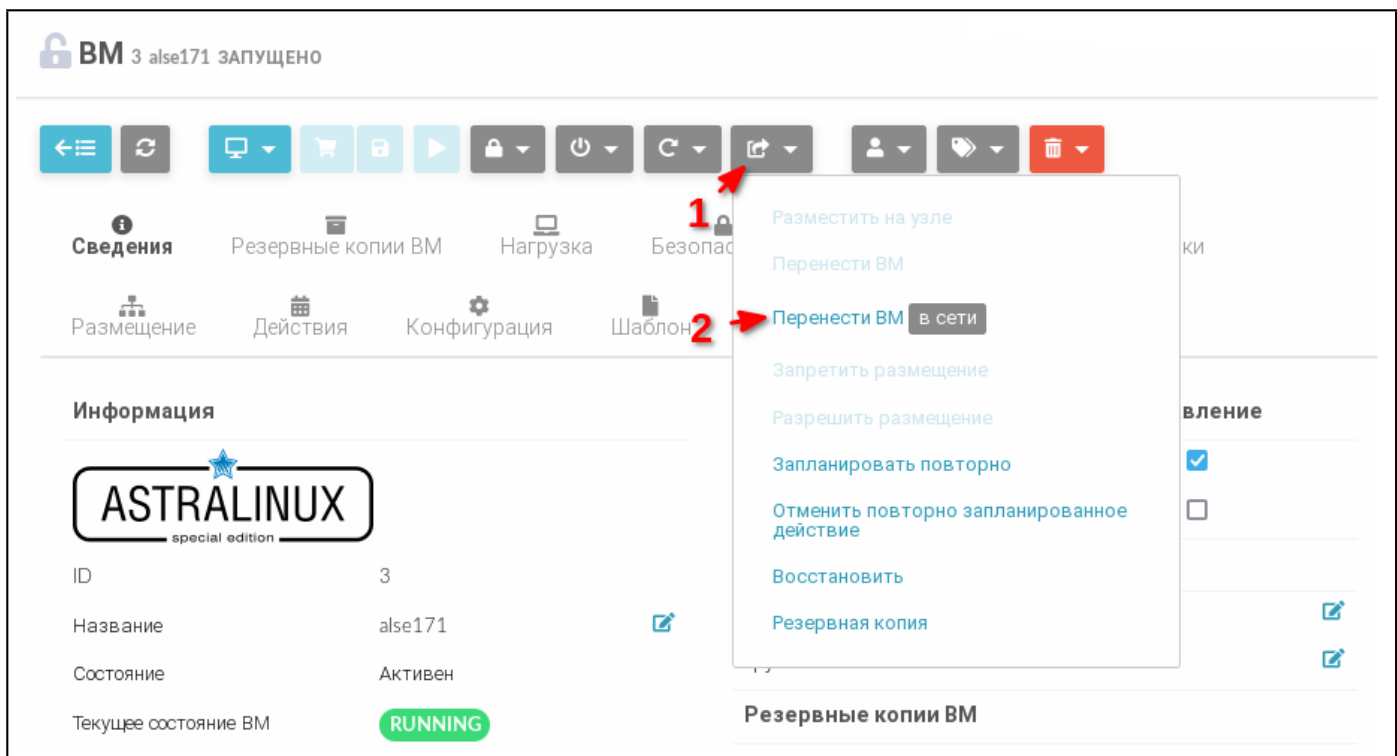 ВМ 3 alse171 ЗАПУЩЕНО
1
Сведения
Резервные копии ВМ
Нагрузка
Безопас
ки
Размещение
Действия
Конфигурация
Шаблон
2
Разместить на узле
Перенести ВМ
Перенести ВМ в сети
Запретить размещение
Разрешить размещение
Запланировать повторно
Отменить повторно запланированное
действие
Восстановить
Резервная копия
Информация
вление
ASTRALINUX
special edition
ID 3
Название alse171
Состояние Активен
Текущее состояние ВМ RUNNING
Резервные копии ВМ